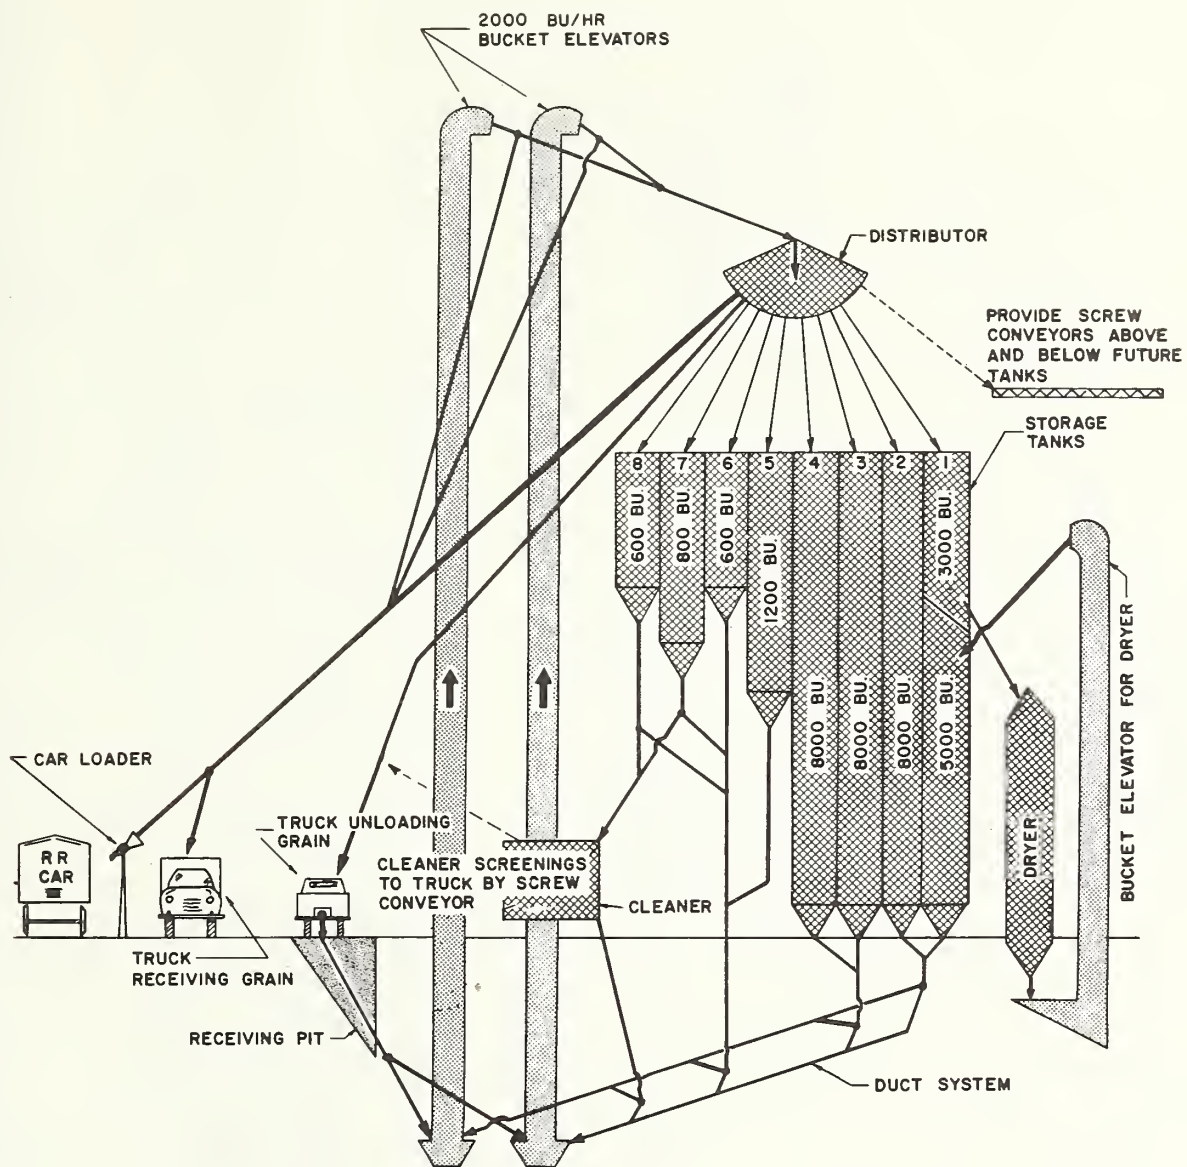 2000 BU/HR
BUCKET ELEVATORS
DISTRIBUTOR
PROVIDE SCREW
CONVEYORS ABOVE
AND BELOW FUTURE
TANKS
STORAGE
TANKS
8
7
6
5
4
3
2
1
600 BU.
800 BU.
600 BU.
1200 BU.
8000 BU.
8000 BU.
8000 BU.
3000 BU.
5000 BU.
BUCKET ELEVATOR FOR DRYER
DRYER
CAR LOADER
RR
CAR
TRUCK UNLOADING
GRAIN
CLEANER SCREENINGS
TO TRUCK BY SCREW
CONVEYOR
CLEANER
TRUCK
RECEIVING GRAIN
RECEIVING PIT
DUCT SYSTEM